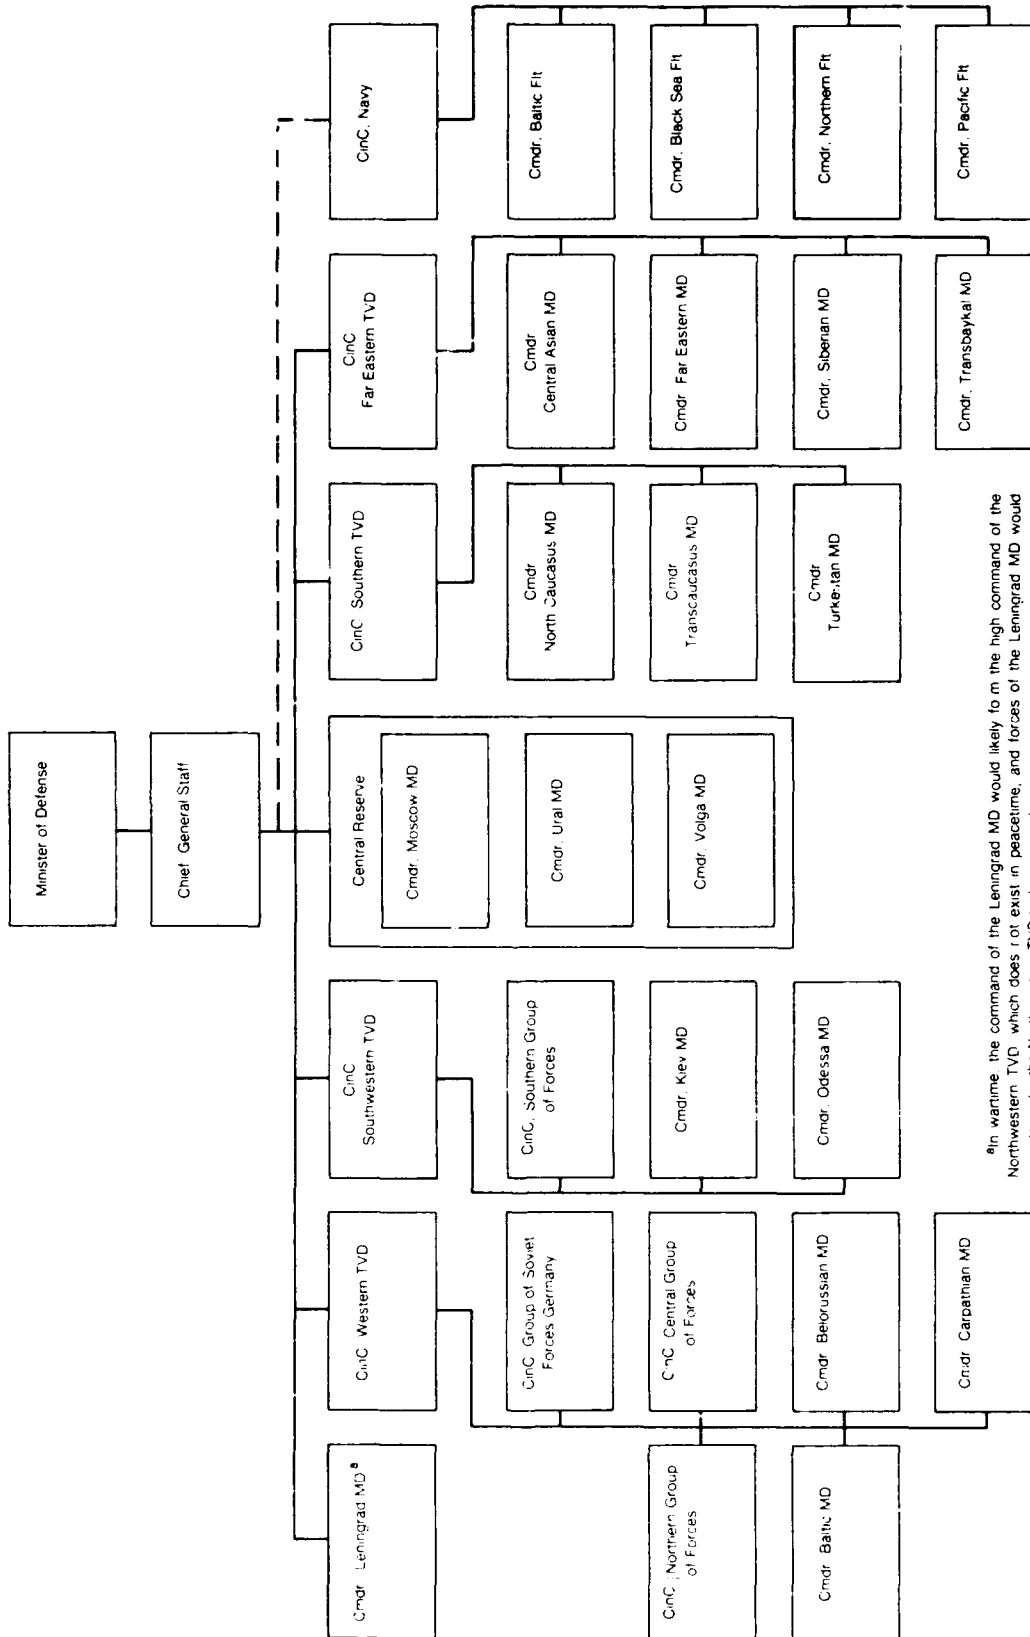 Minister of Defense
Chief General Staff
Cmdr Leningrad MD a
CinC Western TVD
CinC
Southwestern TVD
Central Reserve
Cmdr. Moscow MD
Cmdr. Ural MD
Cmdr. Volga MD
CinC Southern TVD
CinC
Far Eastern TVD
CinC, Navy
CinC Group of Soviet
Forces Germany
CinC, Southern Group
of Forces
Cmdr
North Caucasus MD
Cmdr
Central Asian MD
Cmdr. Baltic Flt
CinC Northern Group
of Forces
CinC Central Group
of Forces
Cmdr. Kiev MD
Cmdr
Transcaucasus MD
Cmdr Far Eastern MD
Cmdr. Black Sea Flt
Cmdr Baltic MD
Cmdr Belorussian MD
Cmdr. Odessa MD
Cmdr
Turkestan MD
Cmdr. Siberian MD
Cmdr. Northern Flt
Cmdr Carpathian MD
Cmdr. Transbaykal MD
Cmdr. Pacific Flt
aIn wartime, the command of the Leningrad MD would likely form the high command of the
Northwestern TVD which does not exist in peacetime, and forces of the Leningrad MD would